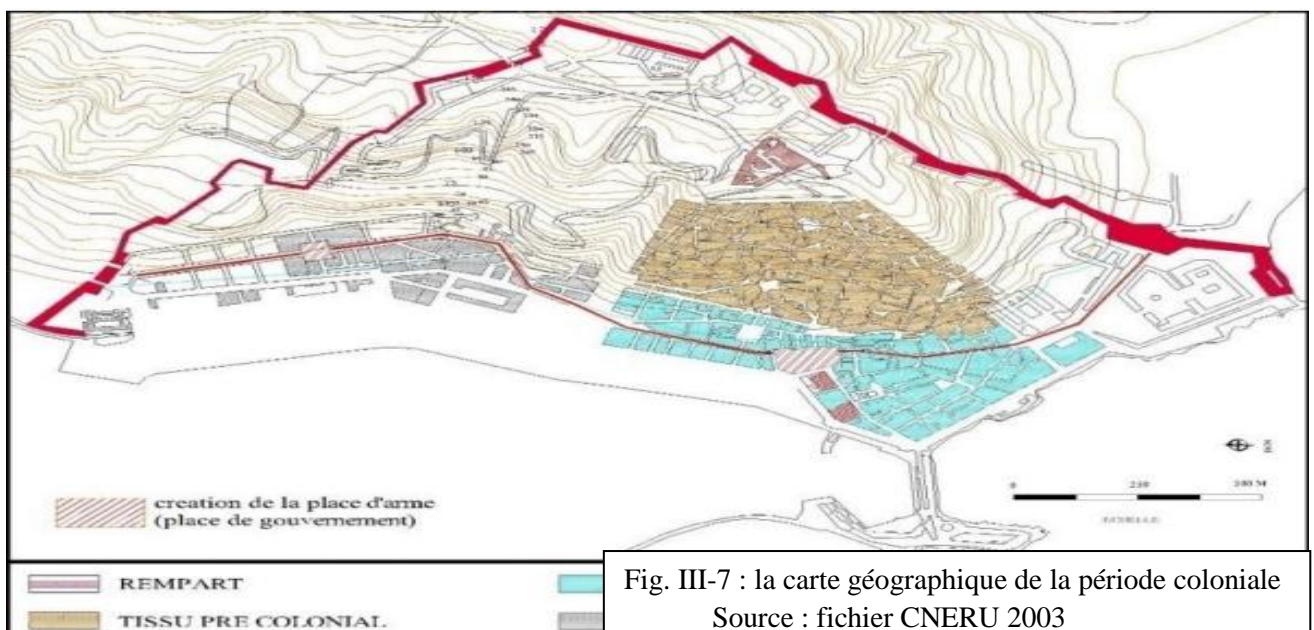 creation de la place d'arme
(place de gouvernement)
REMPART
TISSU PRE COLONIAL
Fig. III-7 : la carte géographique de la période coloniale
Source : fichier CNERU 2003